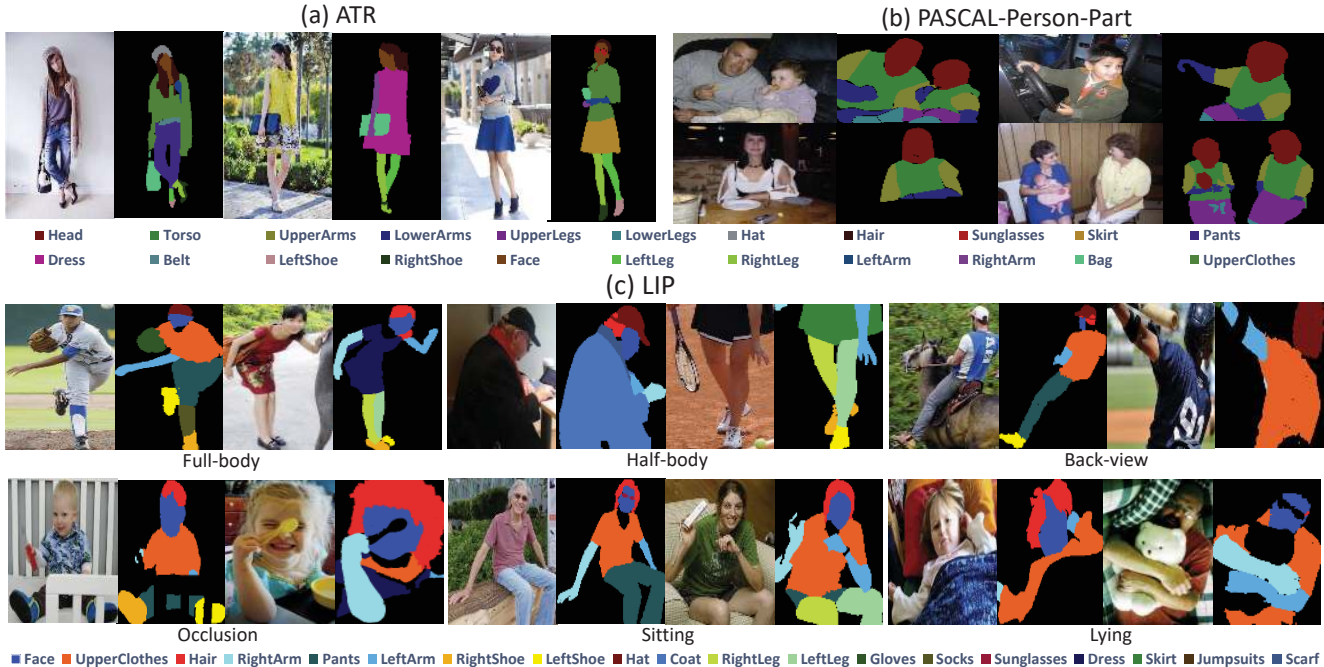 (a) ATR
(b) PASCAL-Person-Part
Head Torso UpperArms LowerArms UpperLegs LowerLegs Hat Hair Sunglasses Skirt Pants
Dress Belt LeftShoe RightShoe Face LeftLeg RightLeg LeftArm RightArm Bag UpperClothes
(c) LIP
Full-body Half-body Back-view
Occlusion Sitting Lying
Face UpperClothes Hair RightArm Pants LeftArm RightShoe LeftShoe Hat Coat RightLeg LeftLeg Gloves Socks Sunglasses Dress Skirt Jumpsuits Scarf